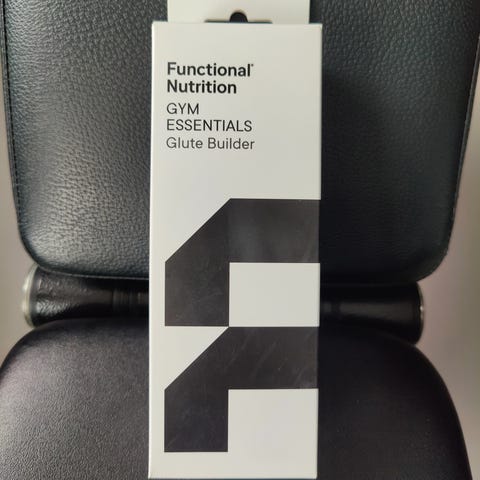 Functional®
Nutrition
GYM
ESSENTIALS
Glute Builder